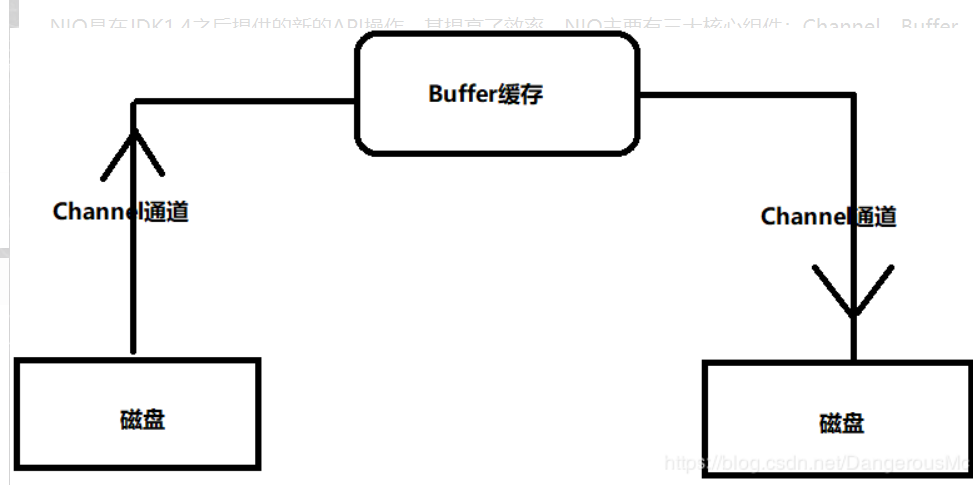 NIO是在JDK1.4之后提供的新的API操作，其提高了效率，NIO主要有三大核心组件：Channel、Buffer
Buffer缓存
Channel通道
Channel通道
磁盘
磁盘
https://blog.csdn.net/DangerousMc